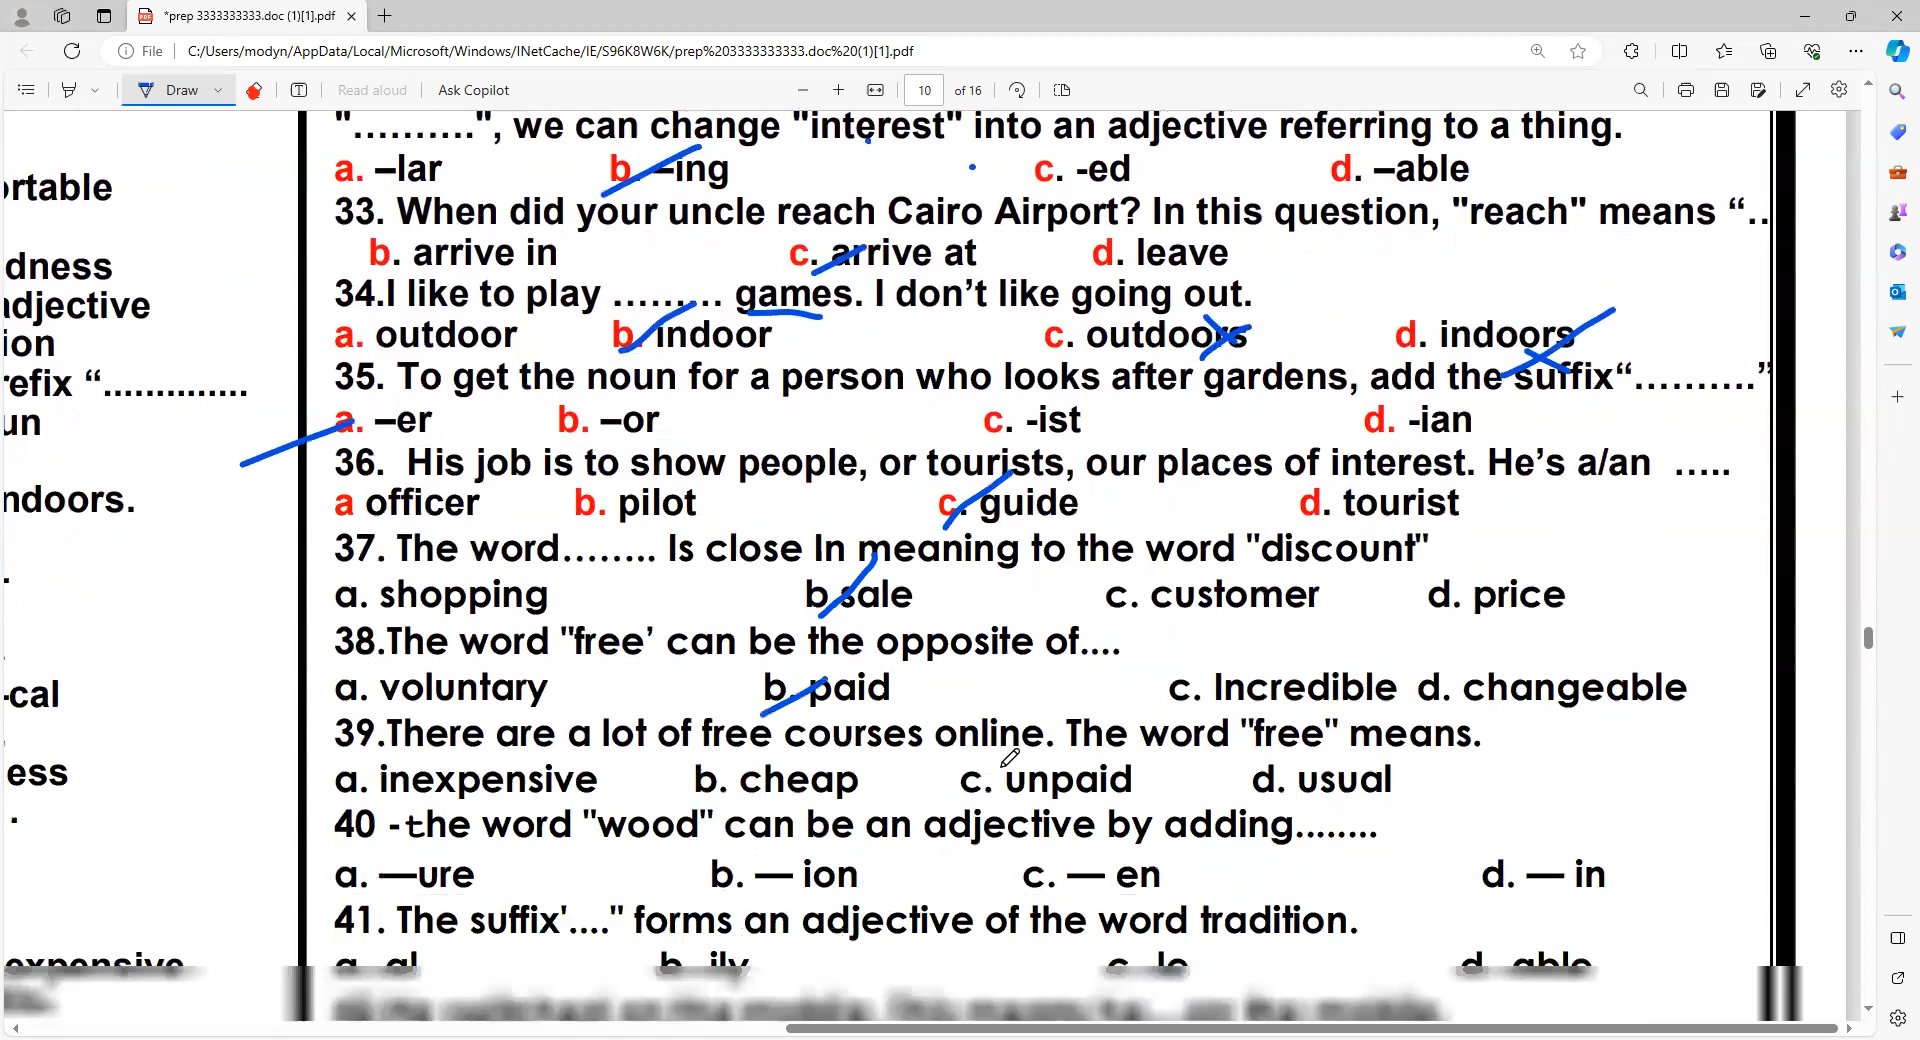 *prep 3333333333.doc (1)[1].pdf
File
C:/Users/modyn/AppData/Local/Microsoft/Windows/INetCache/IE/S96K8W6K/prep%203333333333.doc%20(1)[1].pdf
Draw
Read aloud
Ask Copilot
10 of 16
ortable
dness
adjective
ion
refix “..............
un
ndoors.
.
-cal
ess
.
expensive
"..........", we can change "interest" into an adjective referring to a thing.
a. –lar b. –ing c. -ed d. –able
33. When did your uncle reach Cairo Airport? In this question, "reach" means “..
b. arrive in c. arrive at d. leave
34.I like to play ......... games. I don’t like going out.
a. outdoor b. indoor c. outdoors d. indoors
35. To get the noun for a person who looks after gardens, add the suffix“..........”
a. –er b. –or c. -ist d. -ian
36. His job is to show people, or tourists, our places of interest. He’s a/an .....
a officer b. pilot c. guide d. tourist
37. The word........ Is close In meaning to the word "discount"
a. shopping b sale c. customer d. price
38.The word "free’ can be the opposite of....
a. voluntary b. paid c. Incredible d. changeable
39.There are a lot of free courses online. The word "free" means.
a. inexpensive b. cheap c. unpaid d. usual
40 -the word "wood" can be an adjective by adding........
a. —ure b. — ion c. — en d. — in
41. The suffix'...." forms an adjective of the word tradition.
a. al b. ily c. le d. able